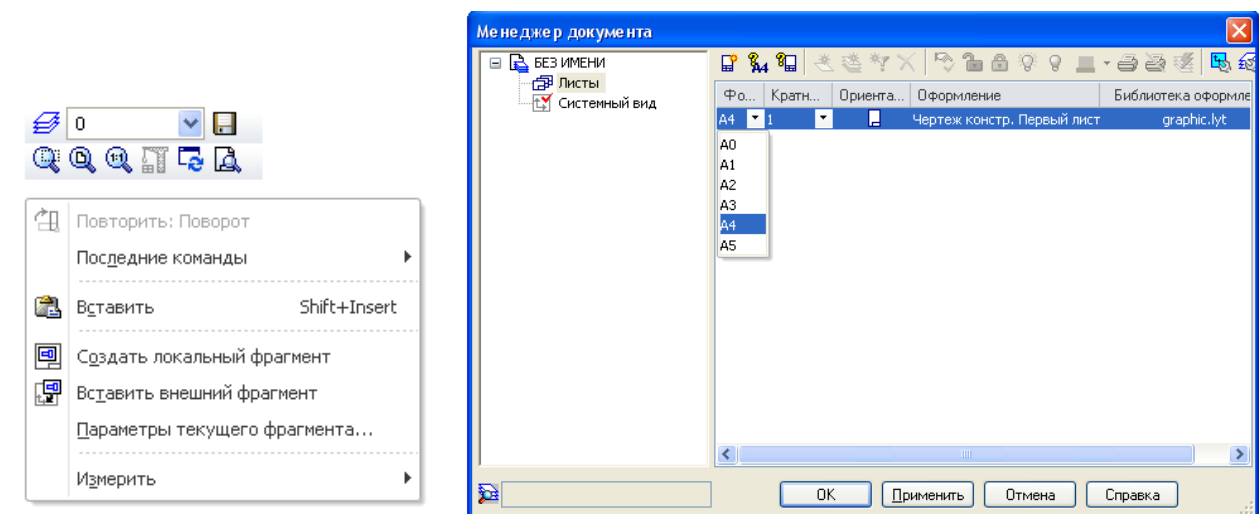 0
Повторить: Поворот
Последние команды
Вставить Shift+Insert
Создать локальный фрагмент
Вставить внешний фрагмент
Параметры текущего фрагмента...
Измерить
Менеджер документа
БЕЗ ИМЕНИ
Листы
Системный вид
Фо... Кратн... Ориента... Оформление Библиотека оформле
A4 1 Чертеж констр. Первый лист graphic.lyt
A0
A1
A2
A3
A4
A5
OK Применить Отмена Справка